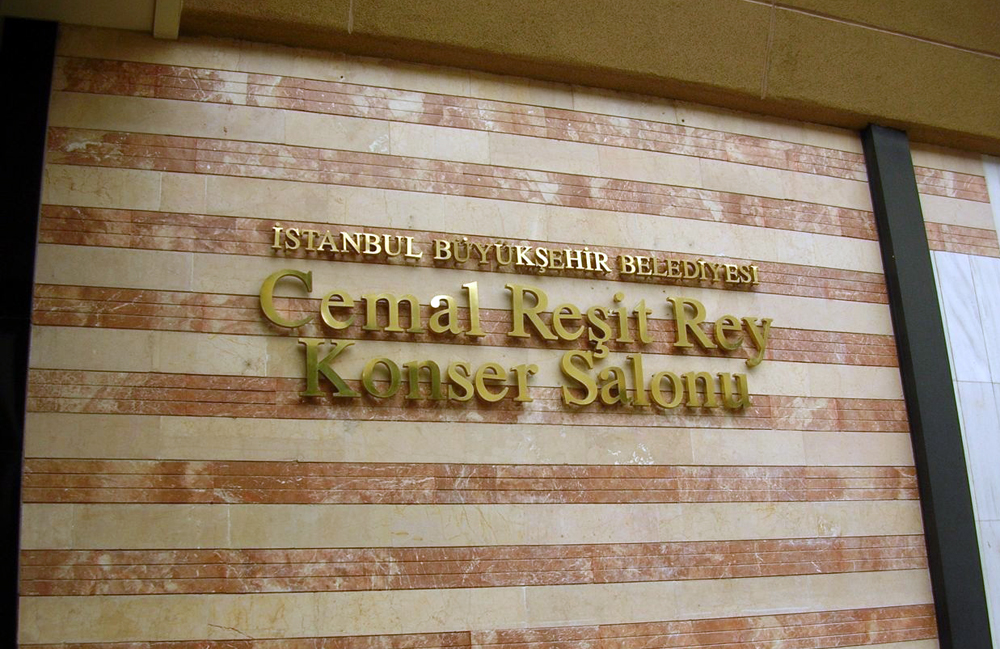 İSTANBUL BÜYÜKŞEHİR BELEDİYESİ
Cemal Reşit Rey
Konser Salonu